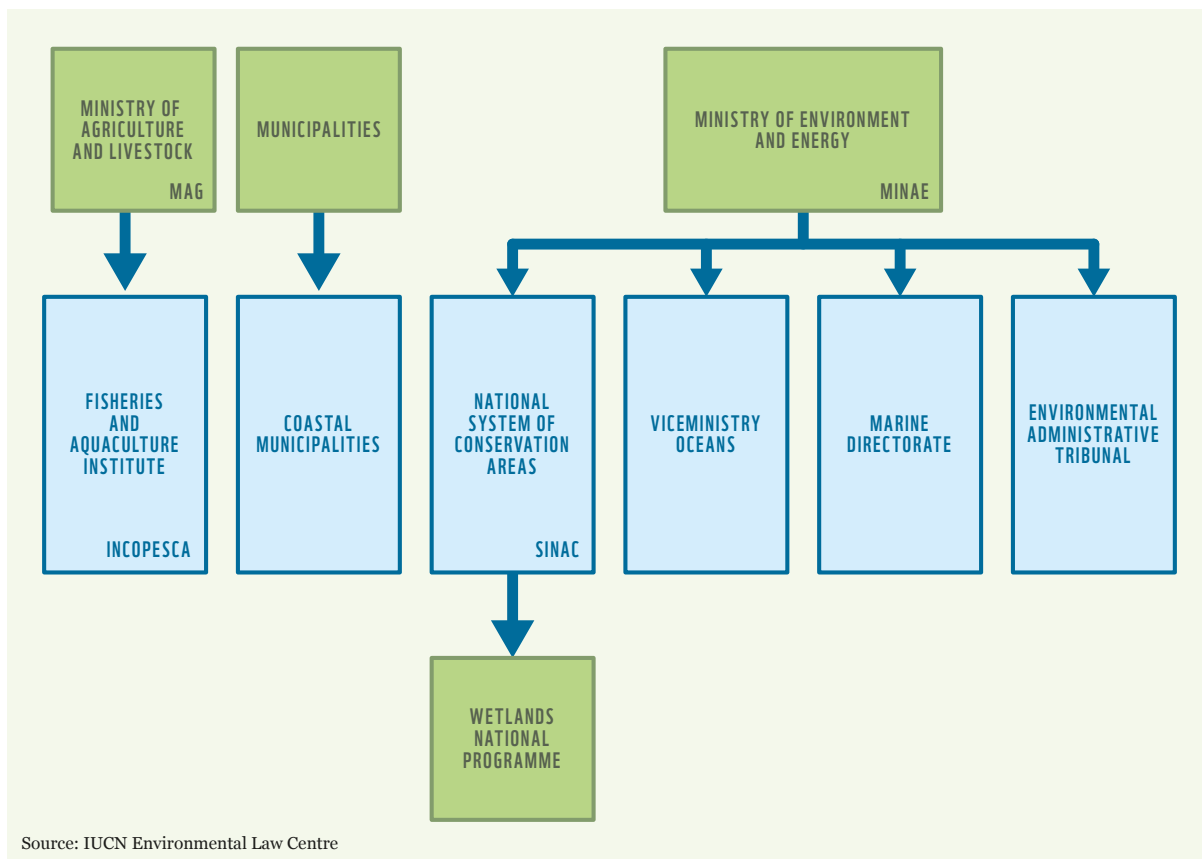 MINISTRY OF
AGRICULTURE
AND LIVESTOCK
MAG
MUNICIPALITIES
MINISTRY OF ENVIRONMENT
AND ENERGY
MINAE
FISHERIES
AND
AQUACULTURE
INSTITUTE
INCOPESCA
COASTAL
MUNICIPALITIES
NATIONAL
SYSTEM OF
CONSERVATION
AREAS
SINAC
VICEMINISTRY
OCEANS
MARINE
DIRECTORATE
ENVIRONMENTAL
ADMINISTRATIVE
TRIBUNAL
WETLANDS
NATIONAL
PROGRAMME
Source: IUCN Environmental Law Centre